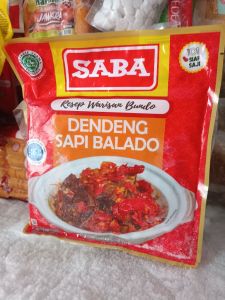 SABA
Resep Warisan Bundo
DENDENG
SAPI BALADO
SIAP
SAJI